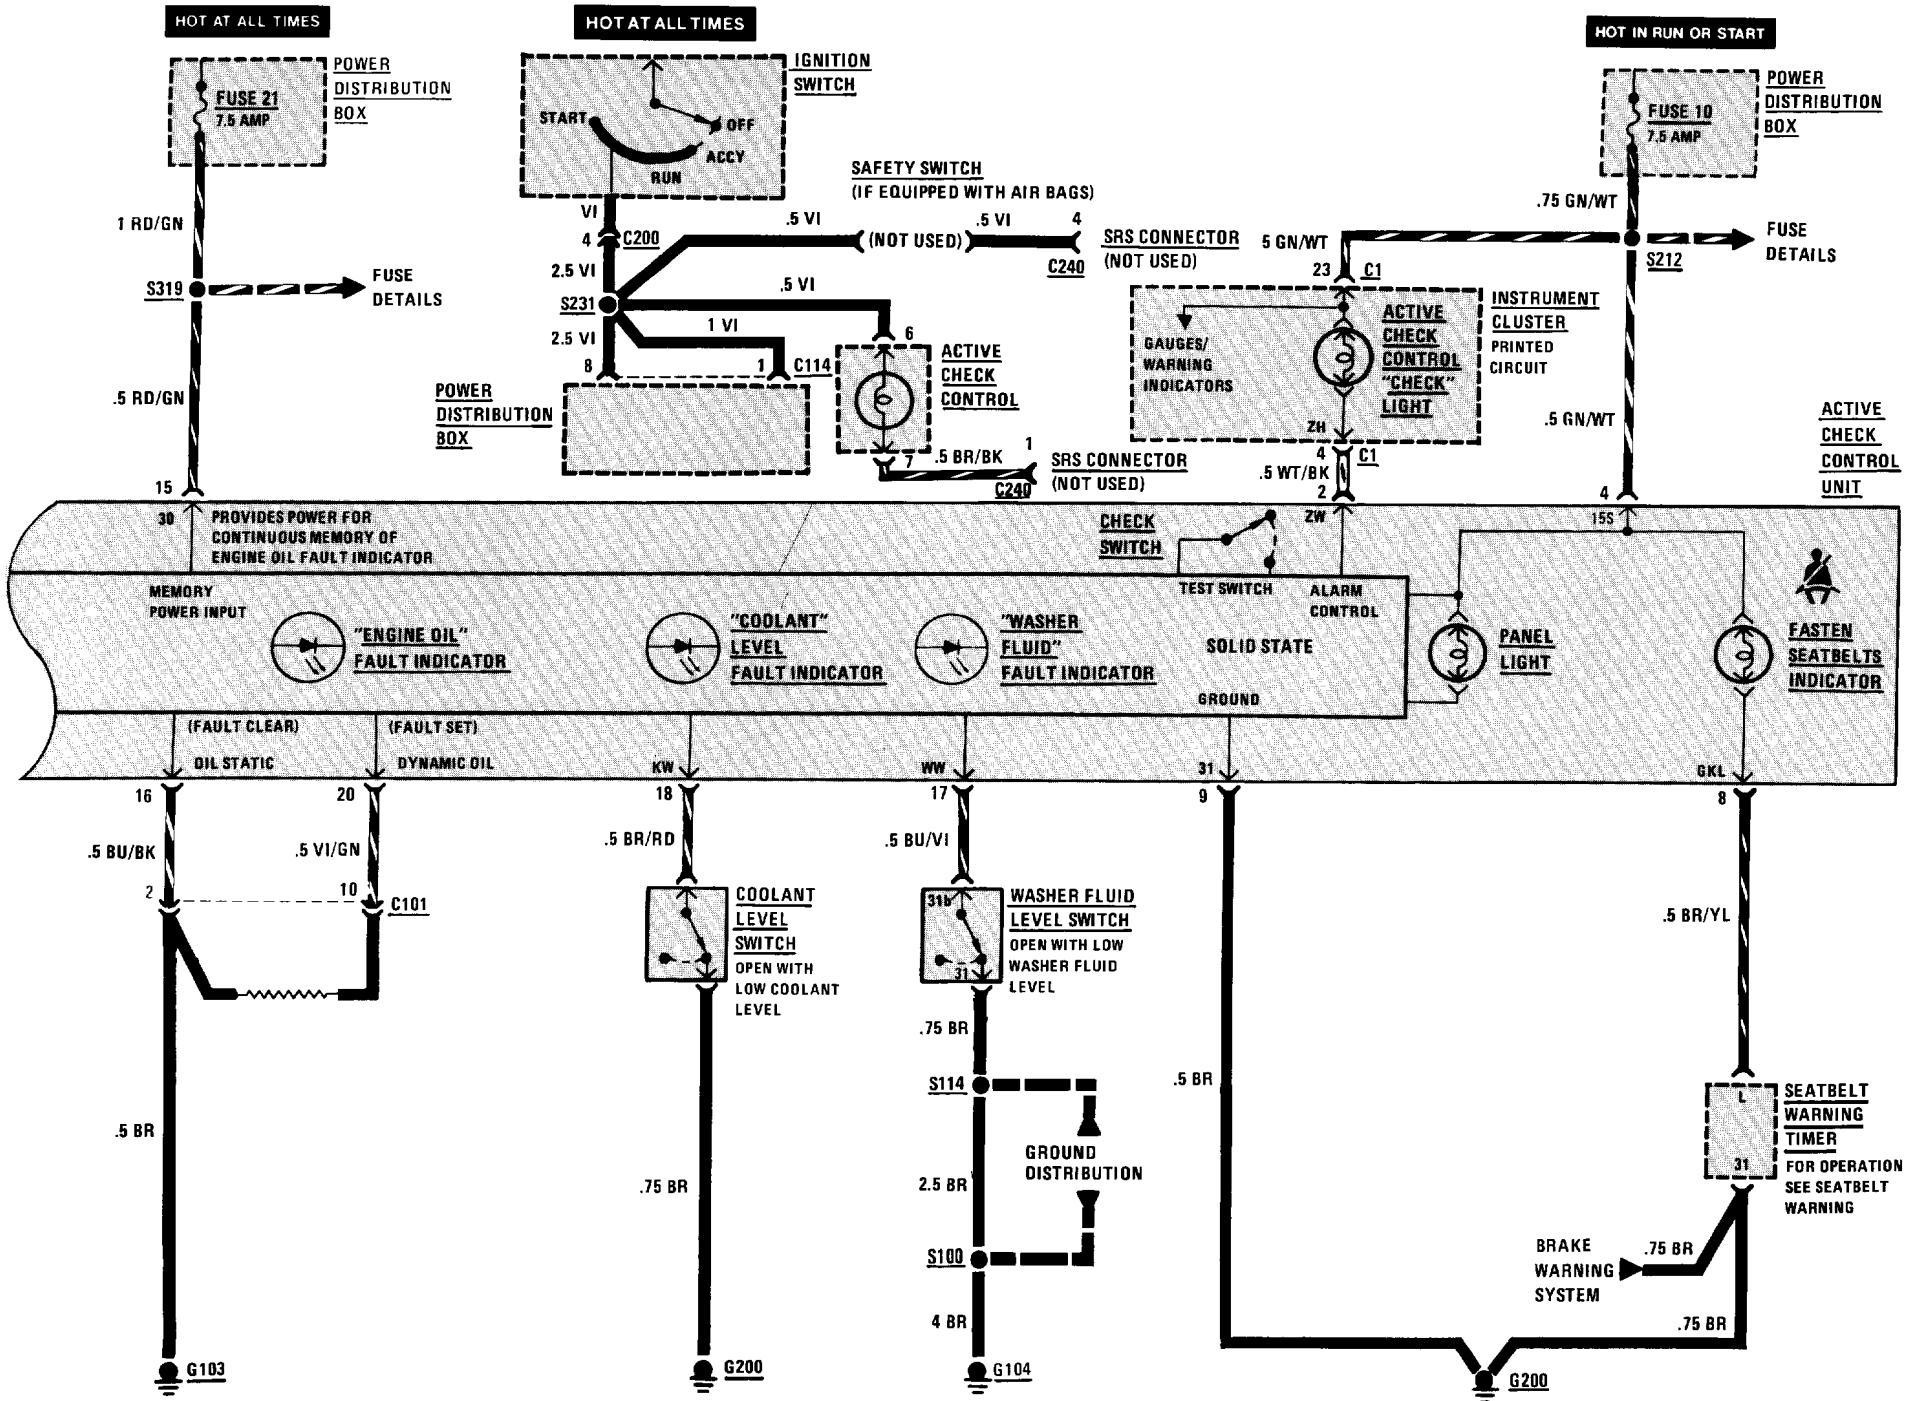 HOT AT ALL TIMES
HOT AT ALL TIMES
HOT IN RUN OR START
FUSE 21
7.5 AMP
POWER
DISTRIBUTION
BOX
IGNITION
SWITCH
START
OFF
ACCY
RUN
FUSE 10
7.5 AMP
POWER
DISTRIBUTION
BOX
1 RD/GN
S319
FUSE
DETAILS
.5 RD/GN
15
VI
4
C200
2.5 VI
S231
2.5 VI
8
SAFETY SWITCH
(IF EQUIPPED WITH AIR BAGS)
.5 VI
(NOT USED)
.5 VI
4
C240
SRS CONNECTOR
(NOT USED)
.5 VI
1 VI
1
C114
POWER
DISTRIBUTION
BOX
6
ACTIVE
CHECK
CONTROL
7
.5 BR/BK
1
C240
SRS CONNECTOR
(NOT USED)
.75 GN/WT
5 GN/WT
S212
FUSE
DETAILS
23
C1
GAUGES/
WARNING
INDICATORS
ACTIVE
CHECK
CONTROL
"CHECK"
LIGHT
INSTRUMENT
CLUSTER
PRINTED
CIRCUIT
ZH
4
C1
.5 WT/BK
2
.5 GN/WT
4
ACTIVE
CHECK
CONTROL
UNIT
30
PROVIDES POWER FOR
CONTINUOUS MEMORY OF
ENGINE OIL FAULT INDICATOR
CHECK
SWITCH
ZW
15S
MEMORY
POWER INPUT
TEST SWITCH
ALARM
CONTROL
"ENGINE OIL"
FAULT INDICATOR
"COOLANT"
LEVEL
FAULT INDICATOR
"WASHER
FLUID"
FAULT INDICATOR
SOLID STATE
PANEL
LIGHT
FASTEN
SEATBELTS
INDICATOR
GROUND
(FAULT CLEAR)
(FAULT SET)
OIL STATIC
DYNAMIC OIL
KW
WW
31
GKL
16
20
18
17
9
8
.5 BU/BK
.5 VI/GN
.5 BR/RD
.5 BU/VI
2
10
C101
COOLANT
LEVEL
SWITCH
OPEN WITH
LOW COOLANT
LEVEL
31b
31
WASHER FLUID
LEVEL SWITCH
OPEN WITH LOW
WASHER FLUID
LEVEL
.5 BR/YL
.75 BR
S114
.5 BR
L
31
SEATBELT
WARNING
TIMER
FOR OPERATION
SEE SEATBELT
WARNING
.5 BR
GROUND
DISTRIBUTION
.75 BR
2.5 BR
S100
BRAKE
WARNING
SYSTEM
.75 BR
4 BR
.75 BR
G103
G200
G104
G200